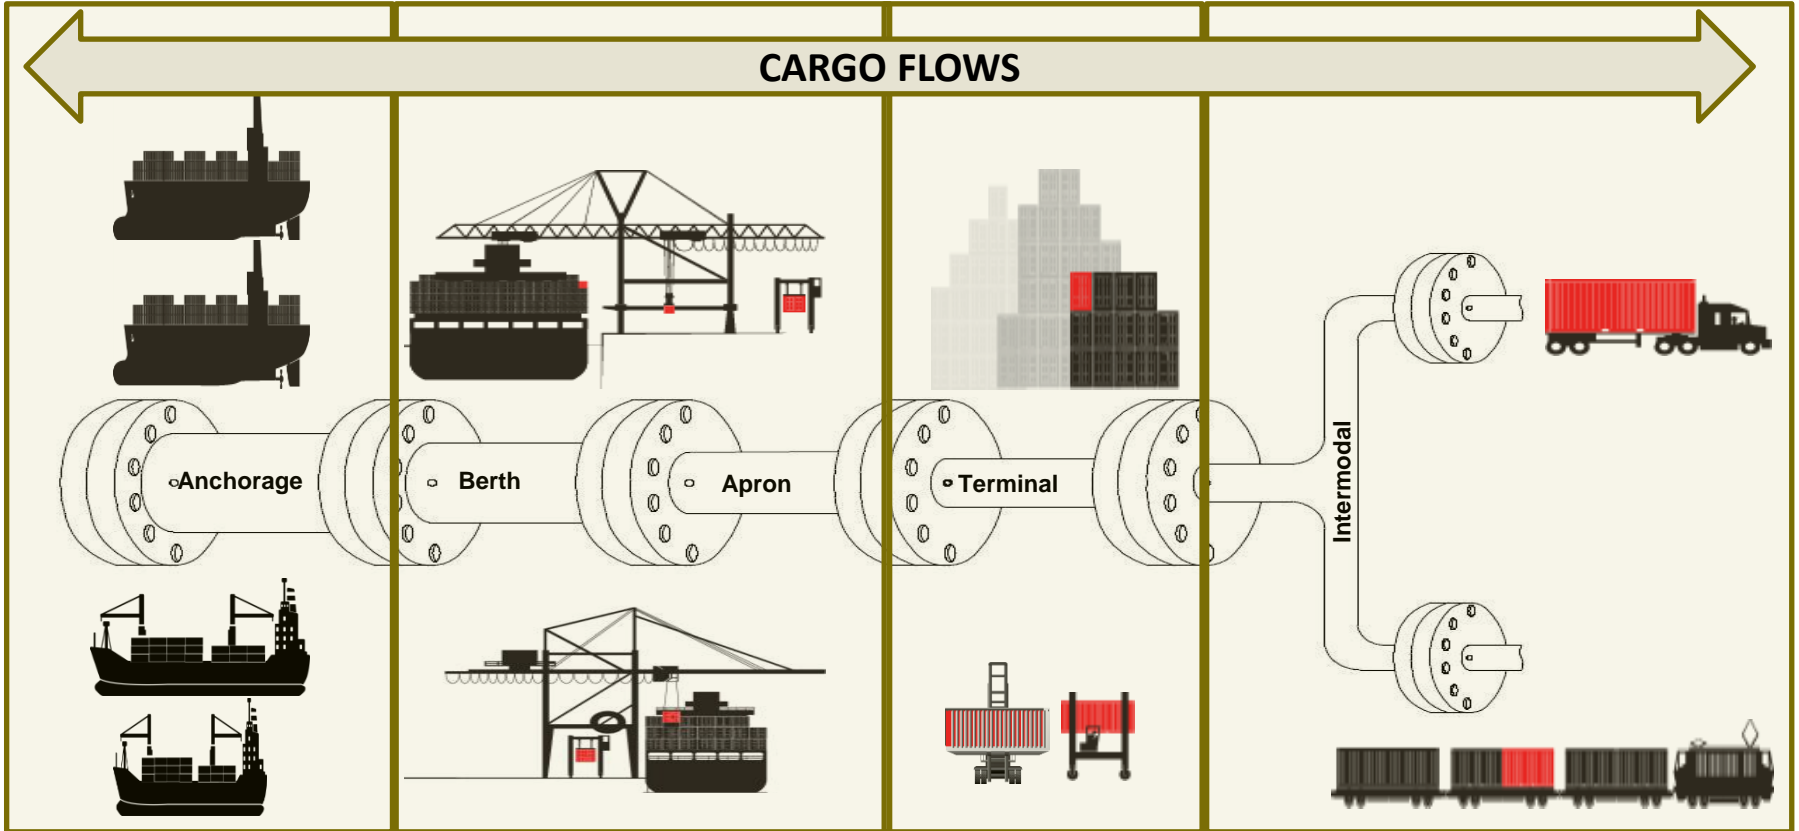 CARGO FLOWS
Anchorage
Berth
Apron
Terminal
Intermodal